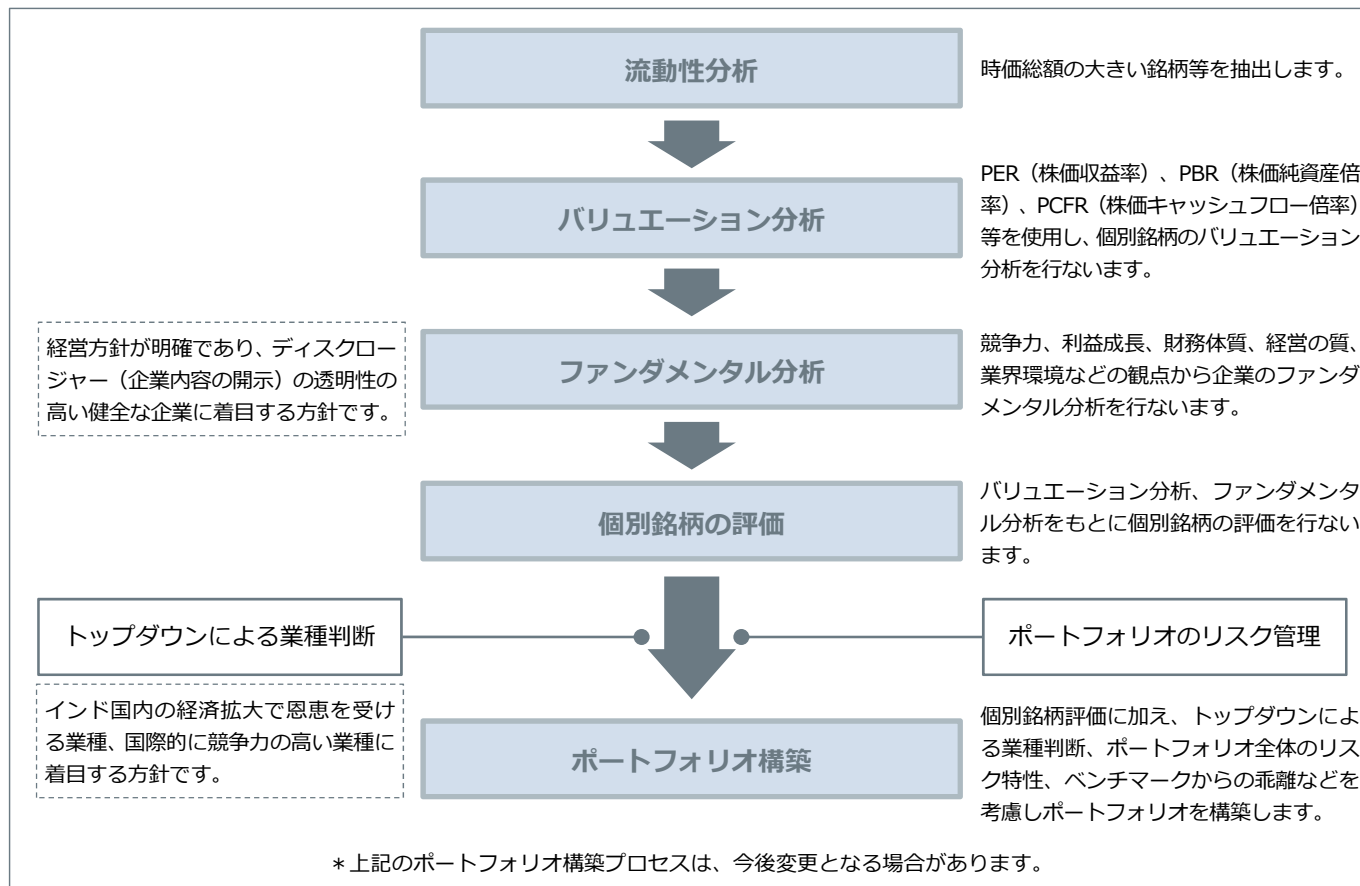 流動性分析
時価総額の大きい銘柄等を抽出します。
バリュエーション分析
PER（株価収益率）、PBR（株価純資産倍
率）、PCFR（株価キャッシュフロー倍率）
等を使用し、個別銘柄のバリュエーション
分析を行ないます。
経営方針が明確であり、ディスクロー
ジャー（企業内容の開示）の透明性の
高い健全な企業に着目する方針です。
ファンダメンタル分析
競争力、利益成長、財務体質、経営の質、
業界環境などの観点から企業のファンダ
メンタル分析を行ないます。
個別銘柄の評価
バリュエーション分析、ファンダメンタ
ル分析をもとに個別銘柄の評価を行ない
ます。
トップダウンによる業種判断
ポートフォリオのリスク管理
インド国内の経済拡大で恩恵を受け
る業種、国際的に競争力の高い業種に
着目する方針です。
ポートフォリオ構築
個別銘柄評価に加え、トップダウンによ
る業種判断、ポートフォリオ全体のリス
ク特性、ベンチマークからの乖離などを
考慮しポートフォリオを構築します。
＊上記のポートフォリオ構築プロセスは、今後変更となる場合があります。